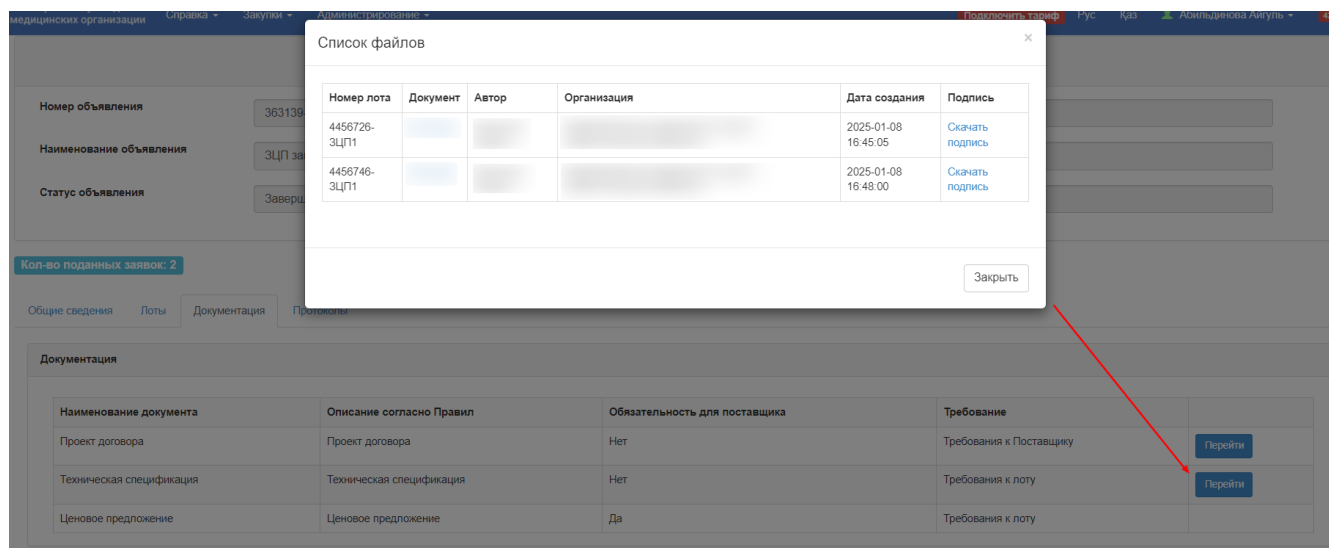 медицинских организации Справка Закупки Администрирование Подключить тариф Рус Қаз Абильдинова Айгуль
Список файлов ×
Номер лота Документ Автор Организация Дата создания Подпись
4456726-ЗЦП1 2025-01-08 16:45:05 Скачать подпись
4456746-ЗЦП1 2025-01-08 16:48:00 Скачать подпись
Закрыть
Номер объявления 363139
Наименование объявления ЗЦП
Статус объявления
Кол-во поданных заявок: 2
Общие сведения Лоты Документация Протоколы
Документация
Наименование документа Описание согласно Правил Обязательность для поставщика Требование
Проект договора Проект договора Нет Требования к Поставщику Перейти
Техническая спецификация Техническая спецификация Нет Требования к лоту Перейти
Ценовое предложение Ценовое предложение Да Требования к лоту